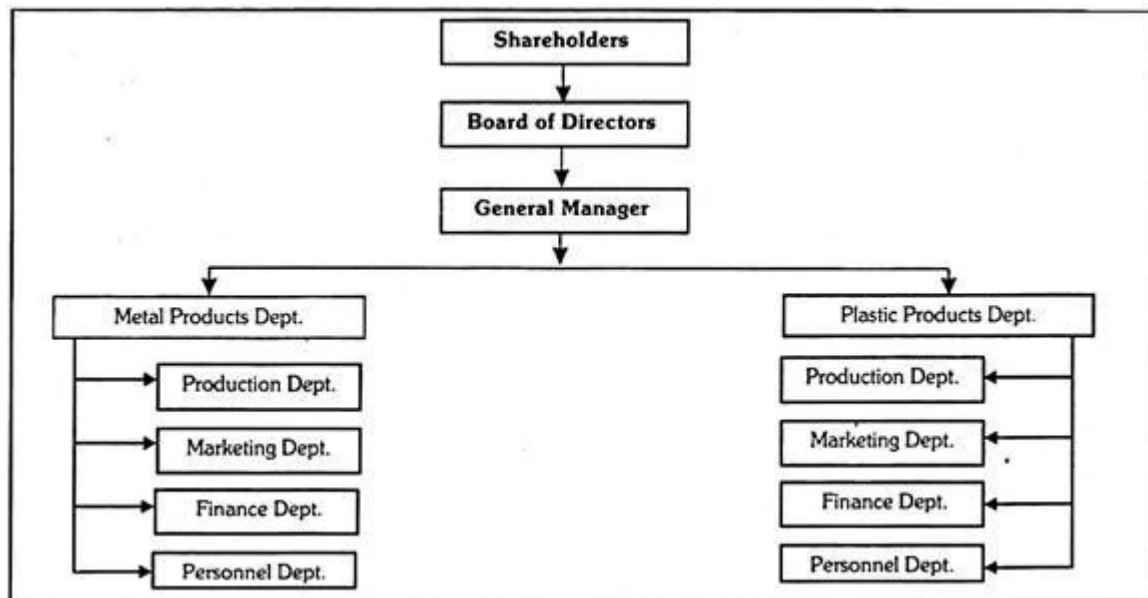 Shareholders
Board of Directors
General Manager
Metal Products Dept.
Production Dept.
Marketing Dept.
Finance Dept.
Personnel Dept.
Plastic Products Dept.
Production Dept.
Marketing Dept.
Finance Dept.
Personnel Dept.